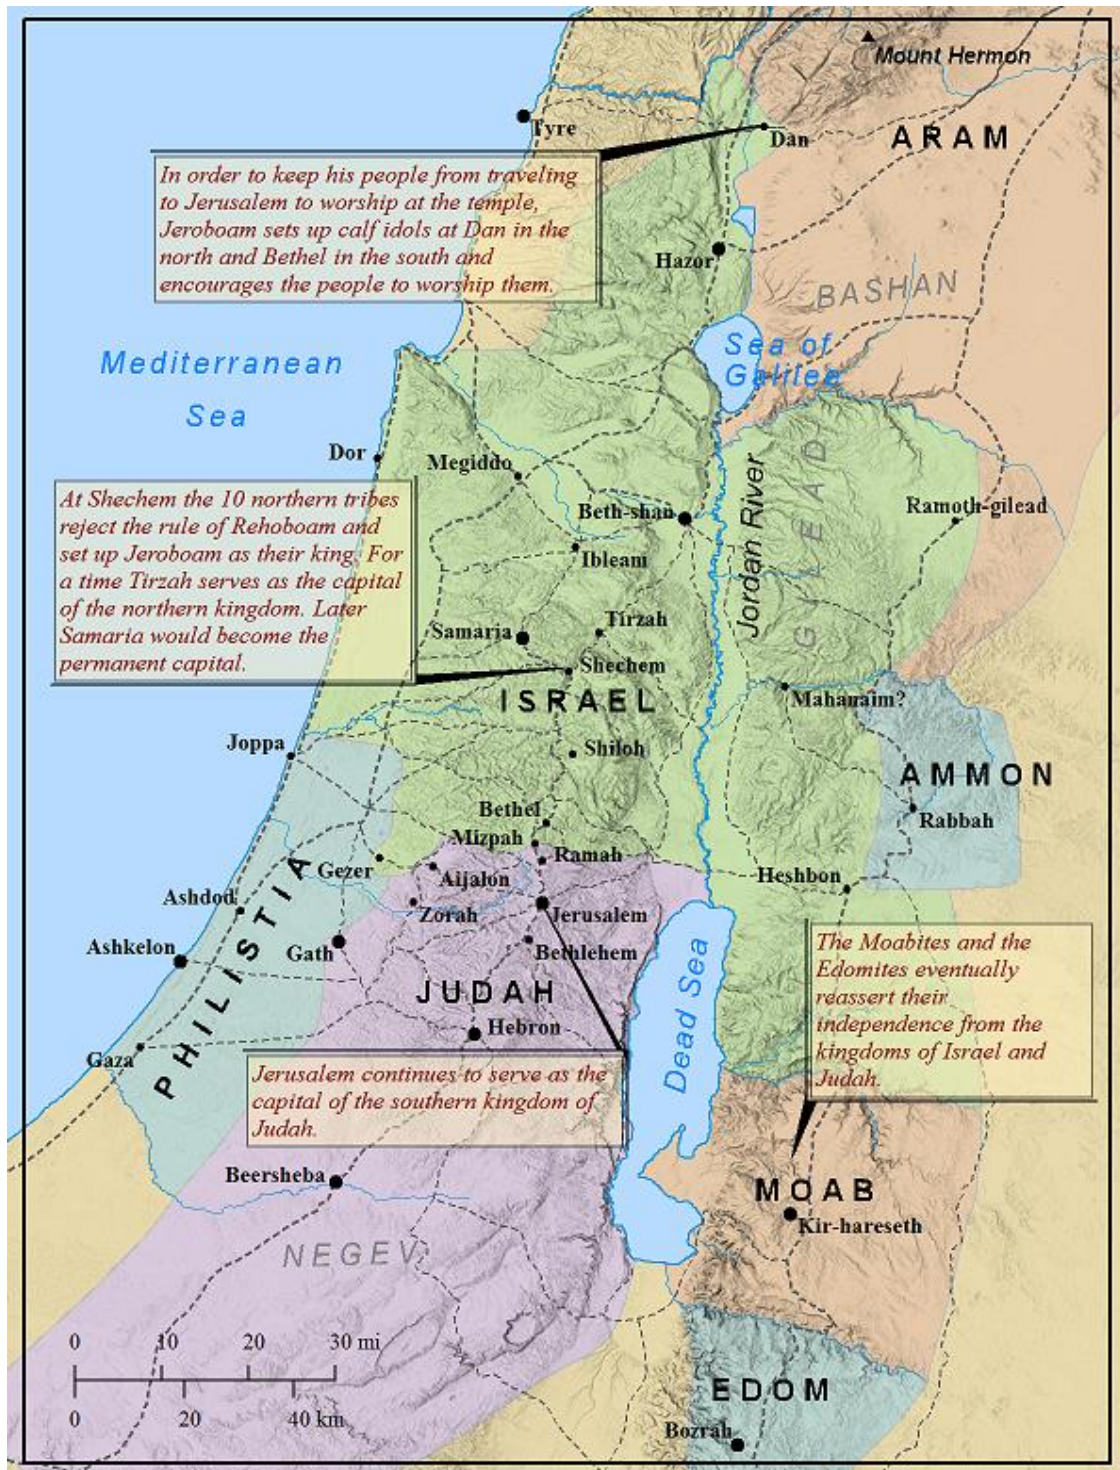 Mount Hermon
ARAM
Tyre
Dan
In order to keep his people from traveling
to Jerusalem to worship at the temple,
Jeroboam sets up calf idols at Dan in the
north and Bethel in the south and
encourages the people to worship them.
Hazor
BASHAN
Mediterranean
Sea
Sea of
Galilee
Dor
Megiddo
GILEAD
Jordan River
At Shechem the 10 northern tribes
reject the rule of Rehoboam and
set up Jeroboam as their king. For
a time Tirzah serves as the capital
of the northern kingdom. Later
Samaria would become the
permanent capital.
Beth-shan
Ramoth-gilead
Ibleam
Samaria
Tirzah
Shechem
ISRAEL
Mahanaim?
Joppa
Shiloh
AMMON
Rabbah
Bethel
Mizpah
Ramah
Gezer
Aijalon
Heshbon
PHILISTIA
Ashdod
Zorah
Jerusalem
Ashkelon
Gath
Bethlehem
JUDAH
Hebron
Dead Sea
The Moabites and the
Edomites eventually
reassert their
independence from the
kingdoms of Israel and
Judah.
Gaza
Jerusalem continues to serve as the
capital of the southern kingdom of
Judah.
Beersheba
MOAB
Kir-hareseth
NEGEV
0 10 20 30 mi
0 20 40 km
EDOM
Bozrah